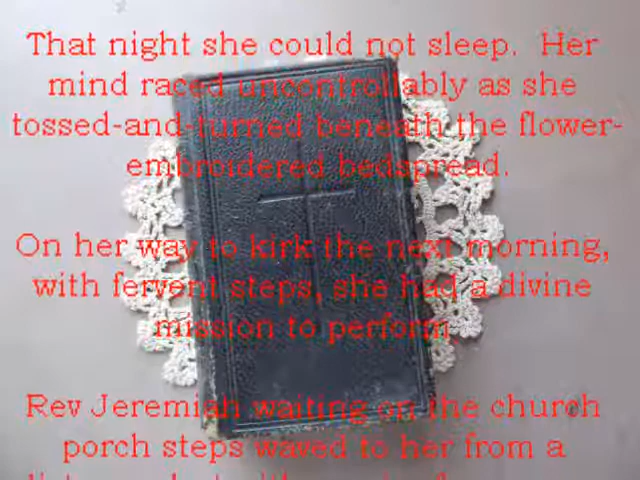 That night she could not sleep. Her
mind raced uncontrollably as she
tossed-and-turned beneath the flower-
embroidered bedspread.
On her way to kirk the next morning,
with fervent steps, she had a divine
mission to perform.
Rev Jeremiah waiting on the church
porch steps waved to her from a